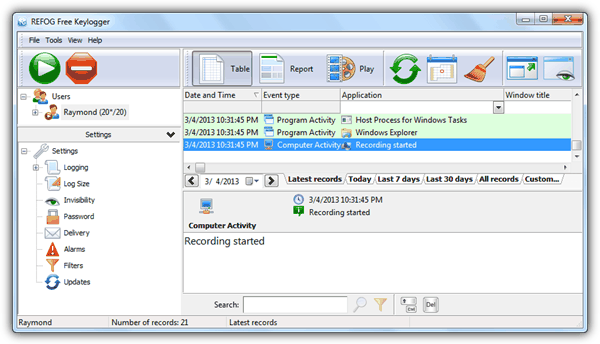 REFOG Free Keylogger
File Tools View Help
Table Report Play
Users
Raymond (20*/20)
Settings
Settings
Logging
Log Size
Invisibility
Password
Delivery
Alarms
Filters
Updates
Date and Time Event type Application Window title
3/4/2013 10:31:45 PM Program Activity Host Process for Windows Tasks
3/4/2013 10:31:45 PM Program Activity Windows Explorer
3/4/2013 10:31:45 PM Computer Activity Recording started
3/ 4/2013 Latest records Today Last 7 days Last 30 days All records Custom...
3/4/2013 10:31:45 PM
Recording started
Computer Activity
Recording started
Search: Del
Raymond Number of records: 21 Latest records